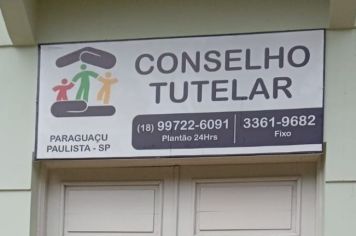 CONSELHO
TUTELAR
PARAGUAÇU
PAULISTA - SP
(18) 99722-6091
Plantão 24Hrs
3361-9682
Fixo